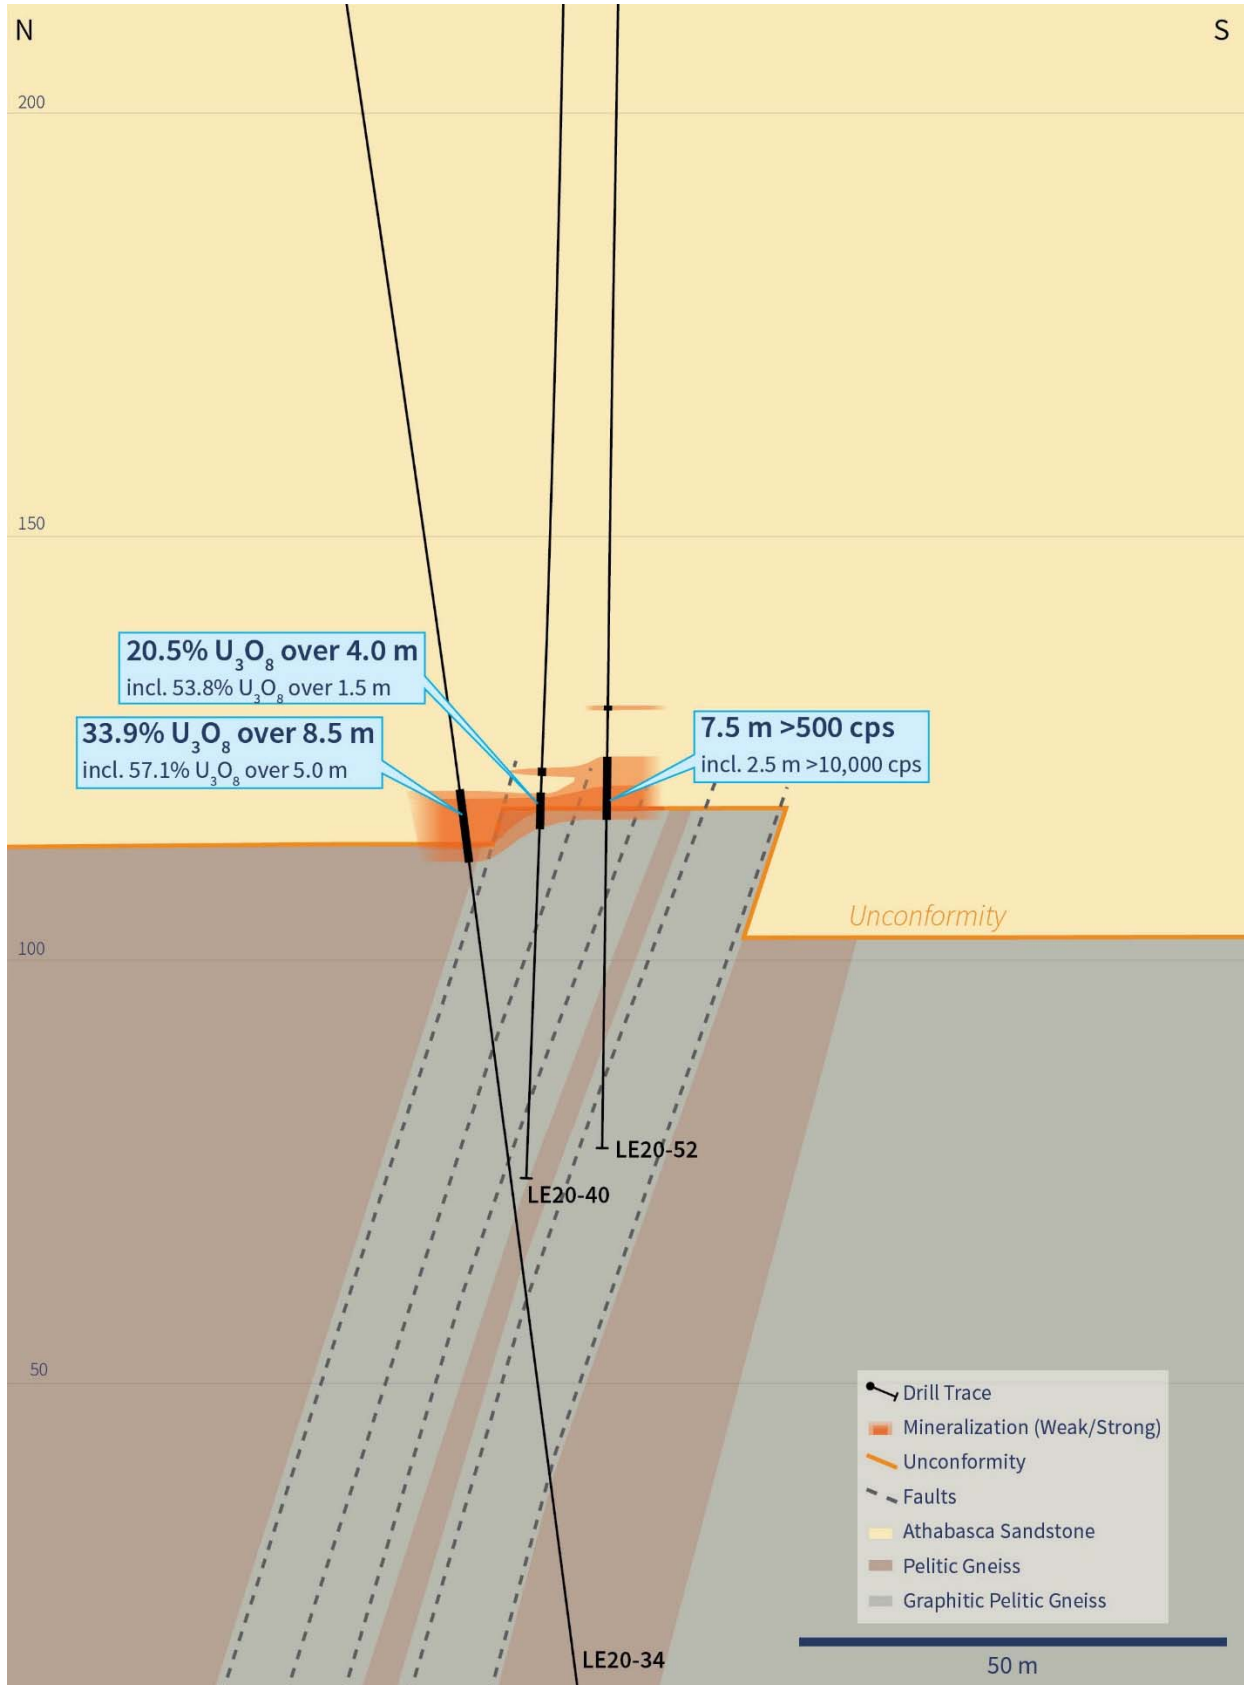 N
S
200
150
20.5% U₃O₈ over 4.0 m
incl. 53.8% U₃O₈ over 1.5 m
33.9% U₃O₈ over 8.5 m
incl. 57.1% U₃O₈ over 5.0 m
7.5 m >500 cps
incl. 2.5 m >10,000 cps
Unconformity
100
LE20-52
LE20-40
50
Drill Trace
Mineralization (Weak/Strong)
Unconformity
Faults
Athabasca Sandstone
Pelitic Gneiss
Graphitic Pelitic Gneiss
LE20-34
50 m